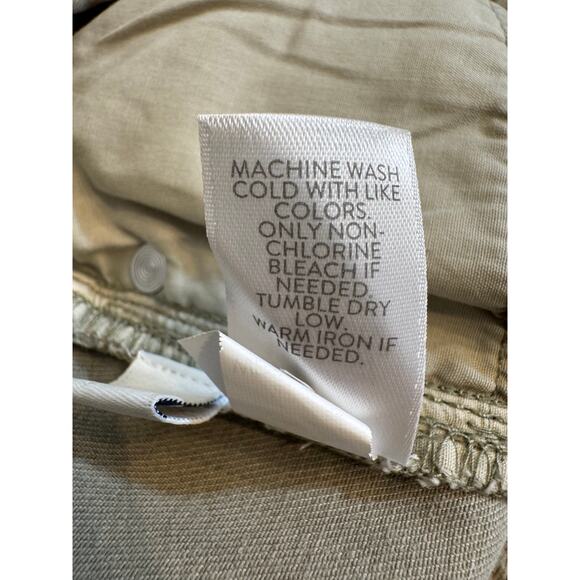 MACHINE WASH
COLD WITH LIKE
COLORS.
ONLY NON-
CHLORINE
BLEACH IF
NEEDED.
TUMBLE DRY
LOW.
WARM IRON IF
NEEDED.